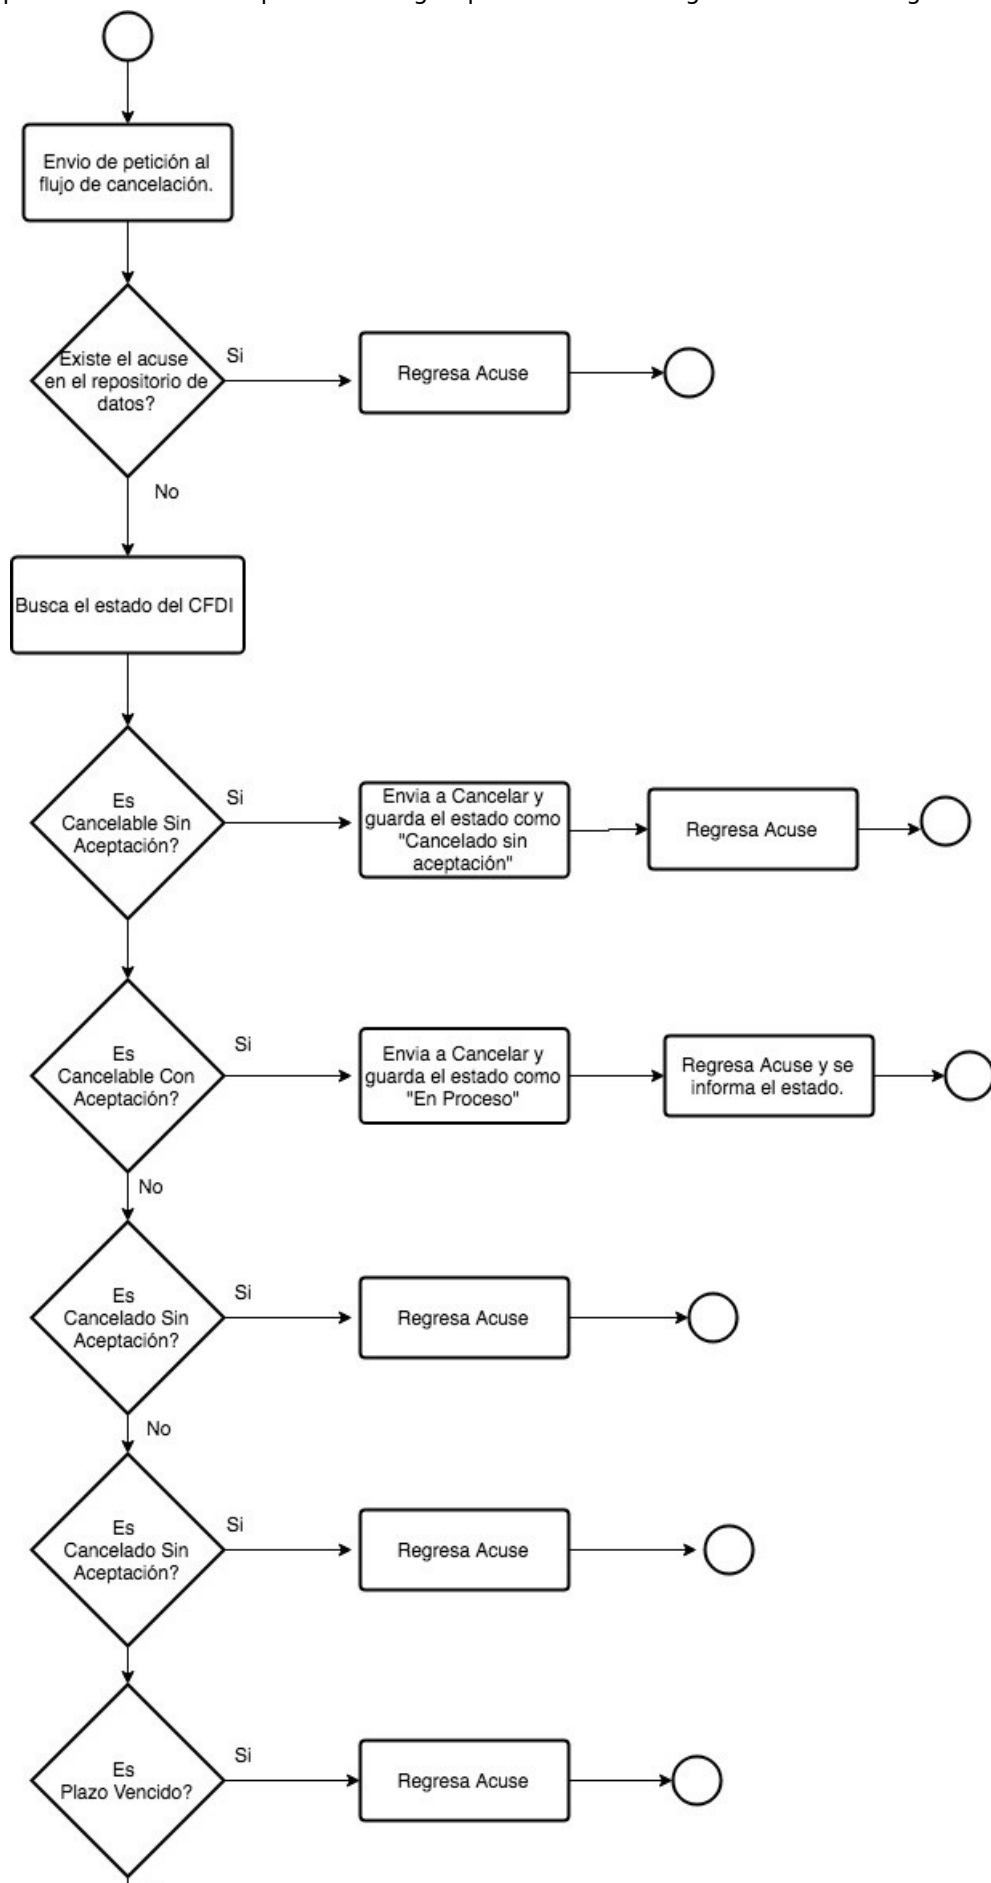 Envio de petición al
flujo de cancelación.
Existe el acuse
en el repositorio de
datos?
Si
Regresa Acuse
No
Busca el estado del CFDI
Es
Cancelable Sin
Aceptación?
Si
Envia a Cancelar y
guarda el estado como
"Cancelado sin
aceptación"
Regresa Acuse
Es
Cancelable Con
Aceptación?
Si
Envia a Cancelar y
guarda el estado como
"En Proceso"
Regresa Acuse y se
informa el estado.
No
Es
Cancelado Sin
Aceptación?
Si
Regresa Acuse
No
Es
Cancelado Sin
Aceptación?
Si
Regresa Acuse
Es
Plazo Vencido?
Si
Regresa Acuse